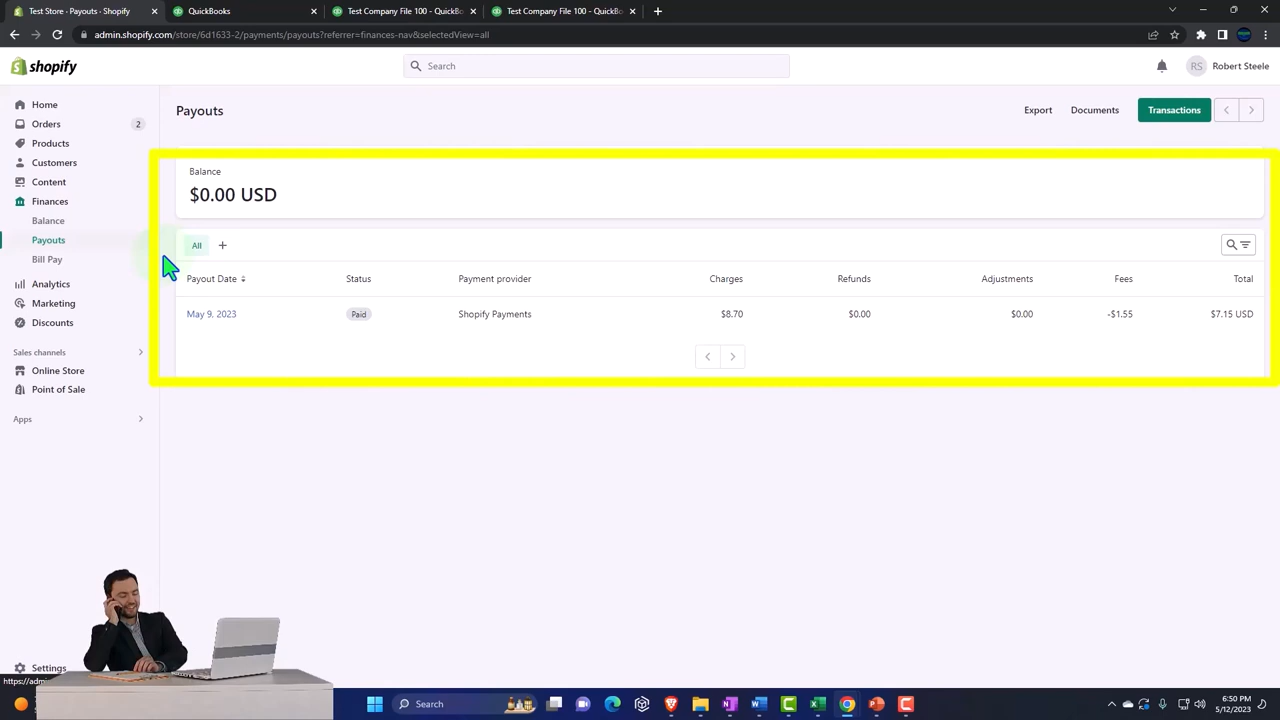 Test Store - Payouts - Shopify
QuickBooks
Test Company File 100 - QuickBo
Test Company File 100 - QuickBo
admin.shopify.com/store/6d1633-2/payments/payouts?referrer=finances-nav&selectedView=all
shopify
Search
RS
Robert Steele
Home
Orders
2
Products
Customers
Content
Finances
Balance
Payouts
Bill Pay
Analytics
Marketing
Discounts
Sales channels
Online Store
Point of Sale
Apps
Settings
https://adm
Payouts
Export
Documents
Transactions
Balance
$0.00 USD
All
Payout Date
Status
Payment provider
Charges
Refunds
Adjustments
Fees
Total
May 9, 2023
Paid
Shopify Payments
$8.70
$0.00
$0.00
-$1.55
$7.15 USD
Search
6:50 PM
5/12/2023